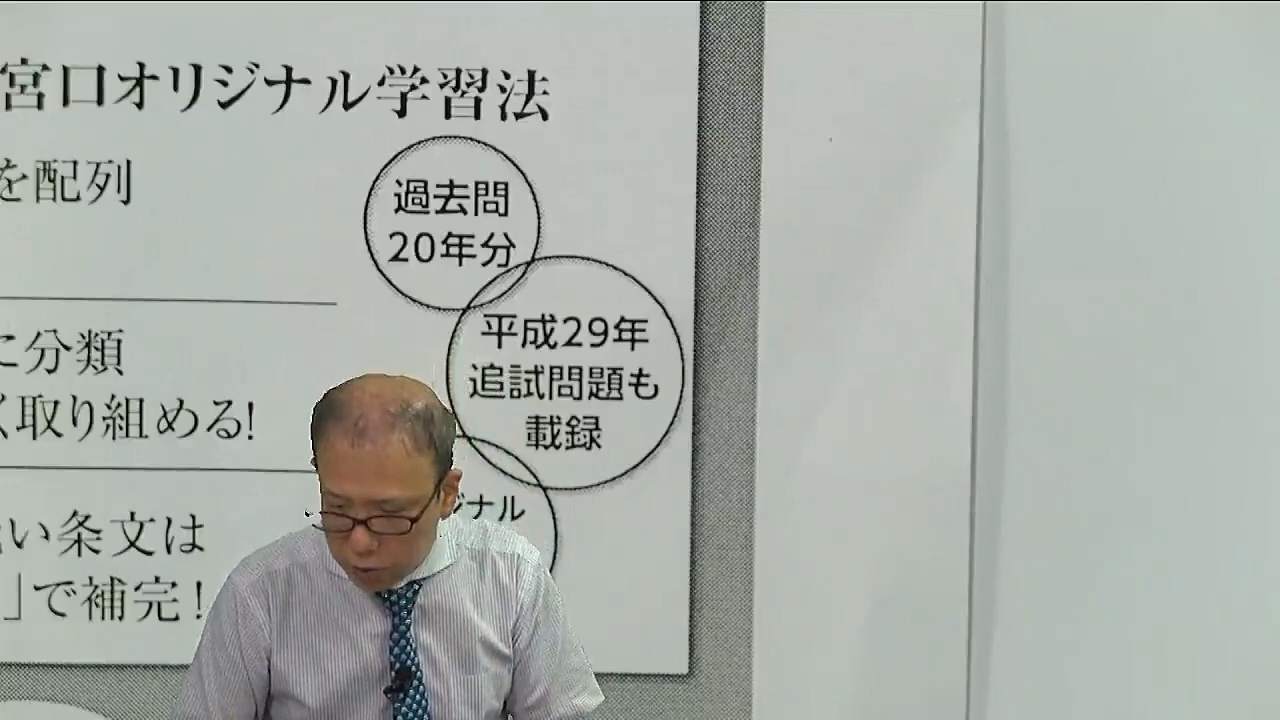 宮口オリジナル学習法
を配列
過去問
20年分
に分類
取り組める!
平成29年
追試問題も
載録
い条文は
」で補完!
ジナル